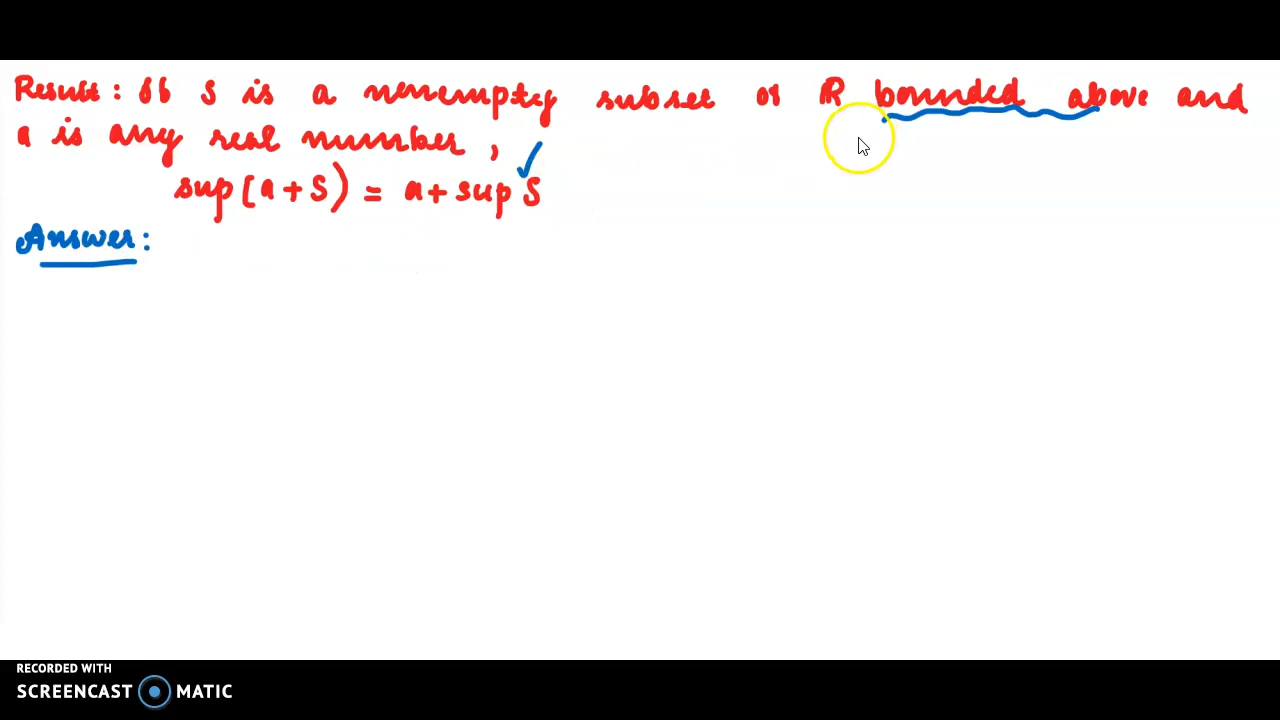 Result: If S is a nonempty subset of ℝ bounded above and
a is any real number,
sup(a + S) = a + sup S
Answer:
RECORDED WITH
SCREENCAST MATIC